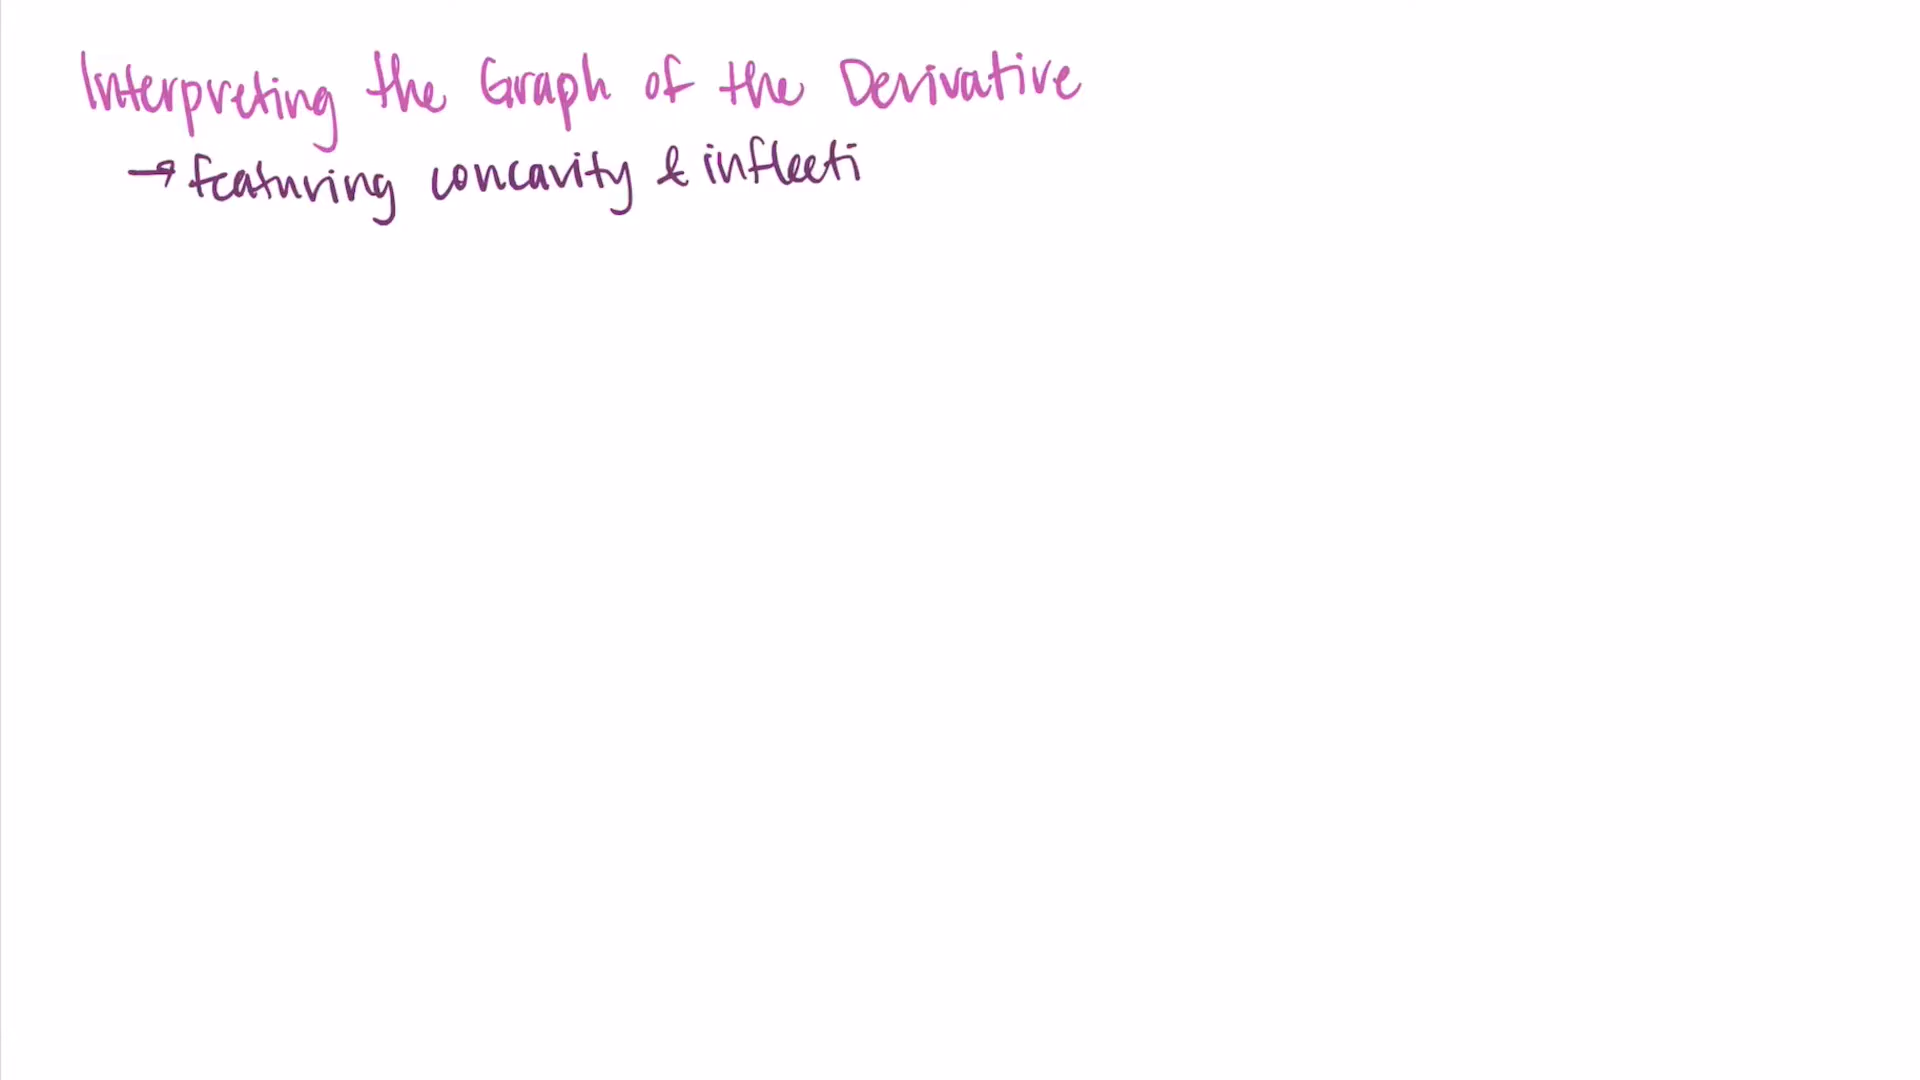 Interpreting the Graph of the Derivative
→ featuring concavity & inflecti